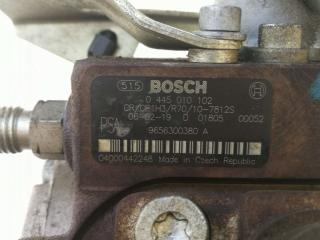 515 BOSCH
0 445 010 102
CR/CP1H3/R70/10-7812S
06-02-19 D 01805 00052
PSA
9656300380 A
04000442248 Made in Czech Republic